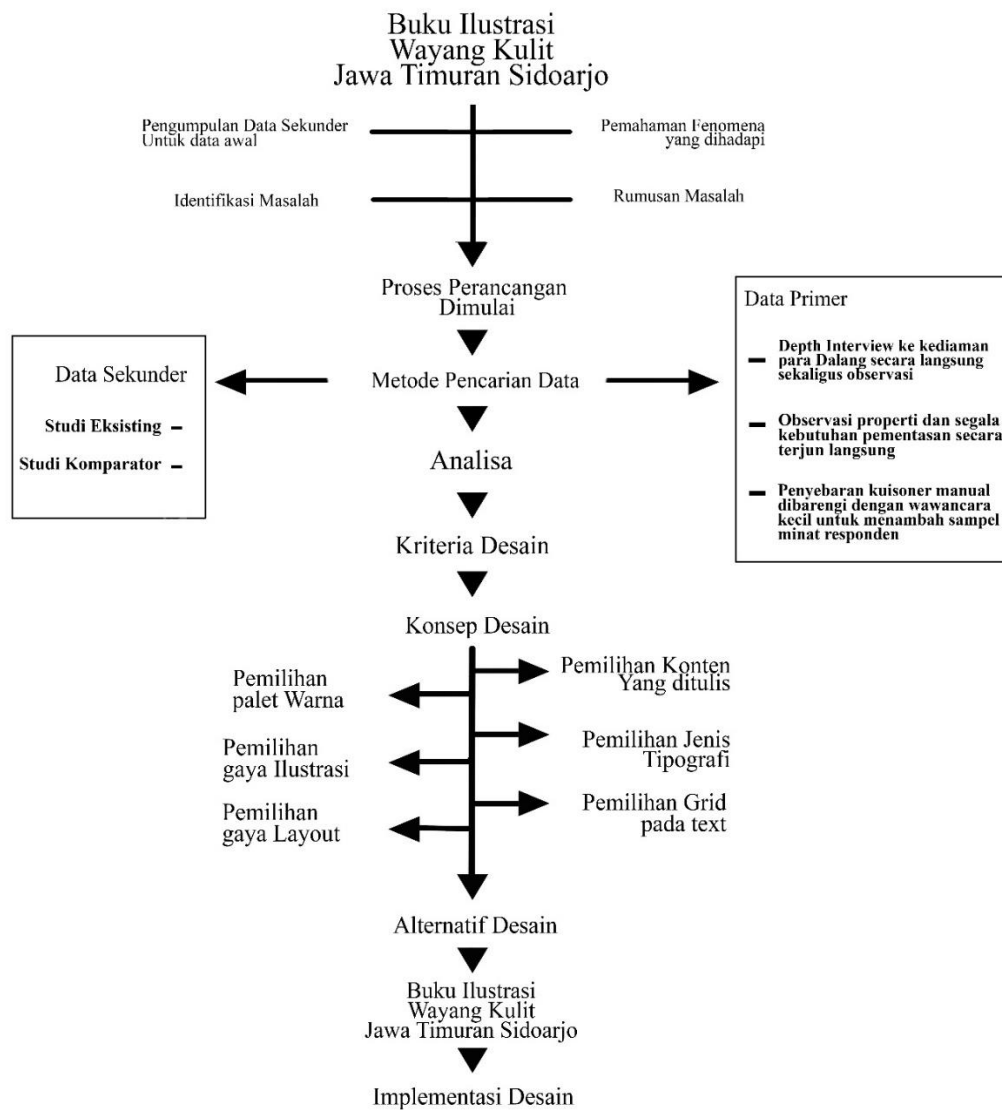 Buku Ilustrasi
Wayang Kulit
Jawa Timuran Sidoarjo
Pengumpulan Data Sekunder
Untuk data awal
Pemahaman Fenomena
yang dihadapi
Identifikasi Masalah
Rumusan Masalah
Proses Perancangan
Dimulai
Data Sekunder
Studi Eksisting –
Studi Komparator –
Metode Pencarian Data
Data Primer
– Depth Interview ke kediaman
para Dalang secara langsung
sekaligus observasi
– Observasi properti dan segala
kebutuhan pementasan secara
terjun langsung
– Penyebaran kuisoner manual
dibarengi dengan wawancara
kecil untuk menambah sampel
minat responden
Analisa
Kriteria Desain
Konsep Desain
Pemilihan Konten
Yang ditulis
Pemilihan
palet Warna
Pemilihan Jenis
Tipografi
Pemilihan
gaya Ilustrasi
Pemilihan Grid
pada text
Pemilihan
gaya Layout
Alternatif Desain
Buku Ilustrasi
Wayang Kulit
Jawa Timuran Sidoarjo
Implementasi Desain